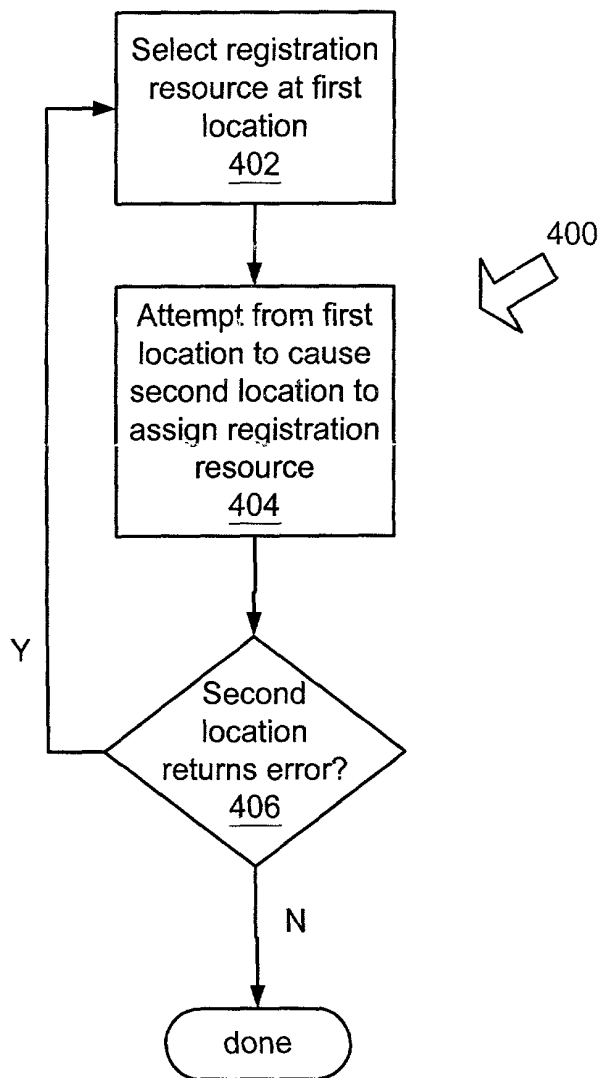 Select registration
resource at first
location
402
400
Attempt from first
location to cause
second location to
assign registration
resource
404
Y
Second
location
returns error?
406
N
done